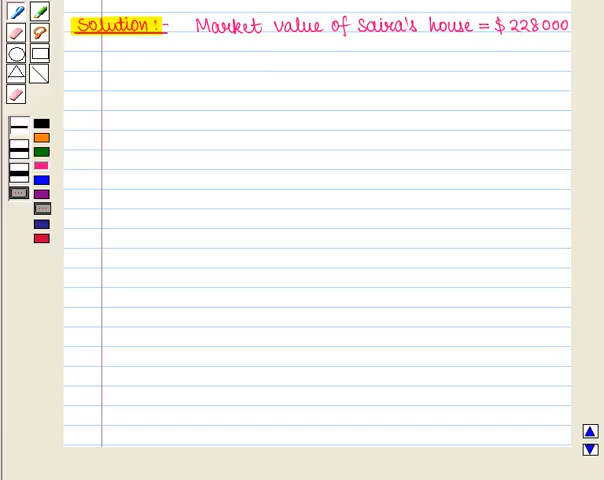 Solution:- Market value of Saira's house = $228000